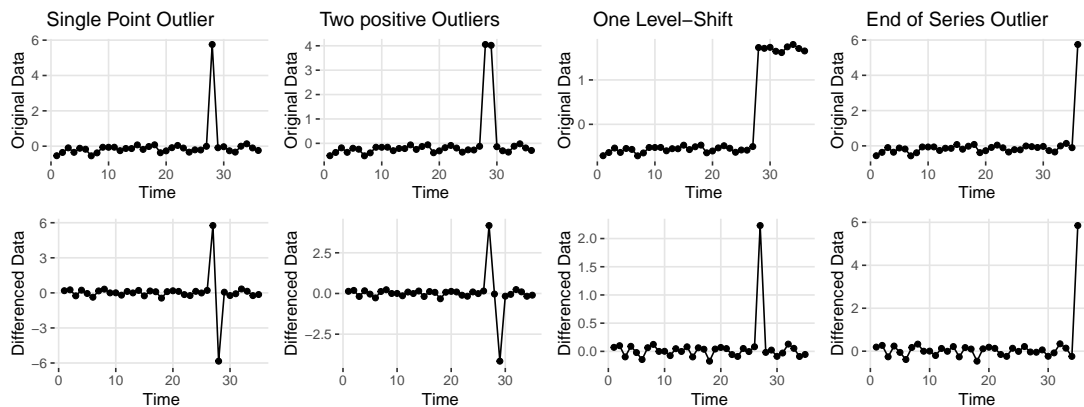 Single Point Outlier
Two positive Outliers
One Level−Shift
End of Series Outlier
Original Data
6
4
2
0
0 10 20 30
Time
Original Data
4
3
2
1
0
0 10 20 30
Time
Original Data
1
0
0 10 20 30
Time
Original Data
6
4
2
0
0 10 20 30
Time
Differenced Data
6
3
0
−3
−6
0 10 20 30
Time
Differenced Data
2.5
0.0
−2.5
0 10 20 30
Time
Differenced Data
2.0
1.5
1.0
0.5
0.0
0 10 20 30
Time
Differenced Data
6
4
2
0
0 10 20 30
Time